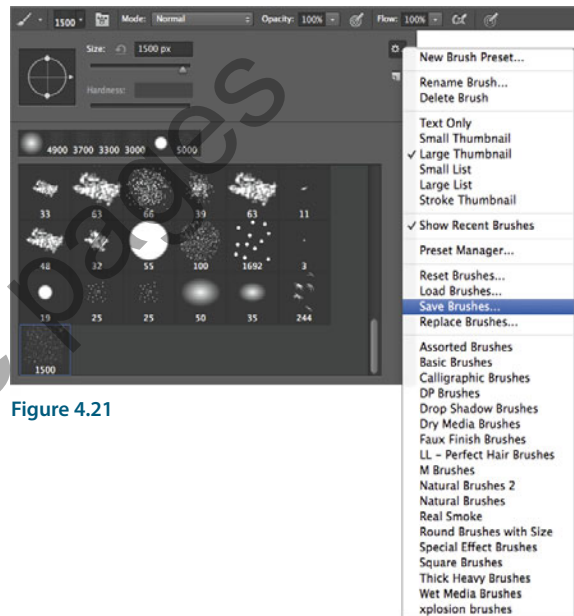 1500 Mode: Normal Opacity: 100% Flow: 100%
Size: 1500 px
Hardness:
4900 3700 3300 3000 5000
33 63 66 39 63 11
48 32 55 100 1692 3
19 25 25 50 35 244
1500
New Brush Preset...
Rename Brush...
Delete Brush
Text Only
Small Thumbnail
✓ Large Thumbnail
Small List
Large List
Stroke Thumbnail
✓ Show Recent Brushes
Preset Manager...
Reset Brushes...
Load Brushes...
Save Brushes...
Replace Brushes...
Assorted Brushes
Basic Brushes
Calligraphic Brushes
DP Brushes
Drop Shadow Brushes
Dry Media Brushes
Faux Finish Brushes
LL - Perfect Hair Brushes
M Brushes
Natural Brushes 2
Natural Brushes
Real Smoke
Round Brushes with Size
Special Effect Brushes
Square Brushes
Thick Heavy Brushes
Wet Media Brushes
xplosion brushes
Figure 4.21
pages